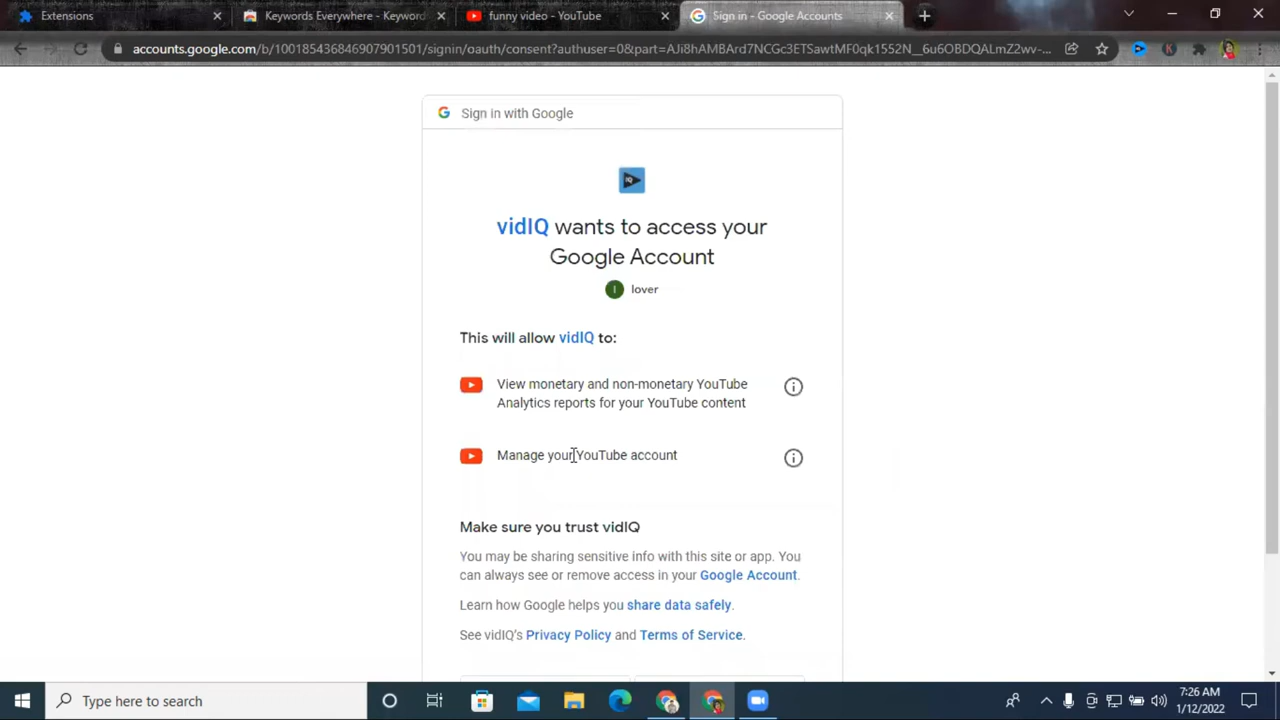 Extensions
Keywords Everywhere - Keyword
funny video - YouTube
Sign in - Google Accounts
accounts.google.com/b/100185436846907901501/signin/oauth/consent?authuser=0&part=AJi8hAMBArd7NCGc3ETSawtMF0qk1552N__6u6OBDQALmZ2wv-...
K
Sign in with Google
IQ
vidIQ wants to access your
Google Account
l
lover
This will allow vidIQ to:
View monetary and non-monetary YouTube
Analytics reports for your YouTube content
Manage your YouTube account
Make sure you trust vidIQ
You may be sharing sensitive info with this site or app. You
can always see or remove access in your Google Account.
Learn how Google helps you share data safely.
See vidIQ's Privacy Policy and Terms of Service.
Type here to search
7:26 AM
1/12/2022